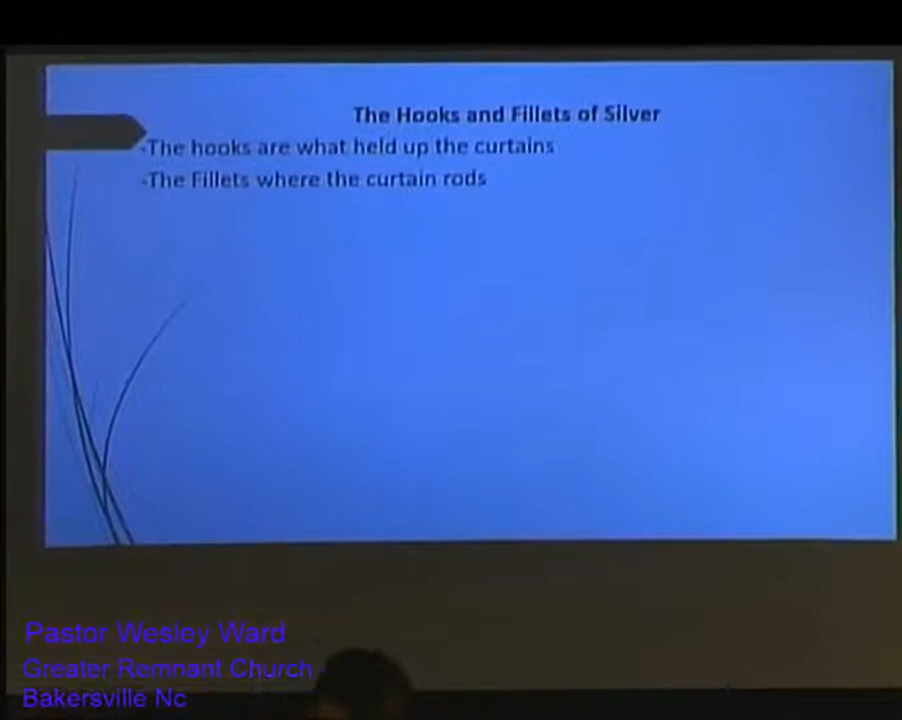 The Hooks and Fillets of Silver
-The hooks are what held up the curtains
-The Fillets where the curtain rods
Pastor Wesley Ward
Greater Remnant Church
Bakersville Nc